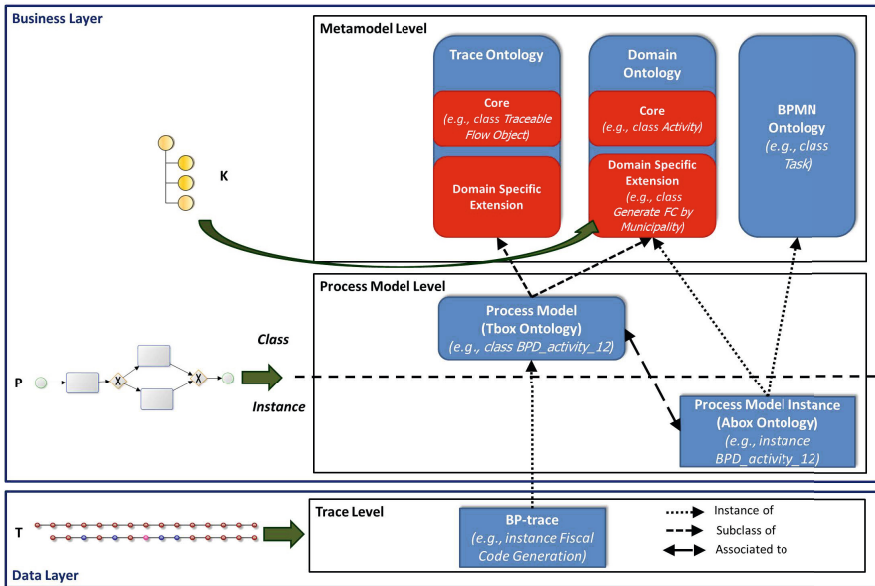 Business Layer
Metamodel Level
Trace Ontology
Core
(e.g., class Traceable
Flow Object)
Domain Specific
Extension
Domain
Ontology
Core
(e.g., class Activity)
Domain Specific
Extension
(e.g., class
Generate FC by
Municipality)
BPMN
Ontology
(e.g., class
Task)
K
Process Model Level
Process Model
(Tbox Ontology)
(e.g., class BPD_activity_12)
P
X
X
Class
Instance
Process Model Instance
(Abox Ontology)
(e.g., instance
BPD_activity_12)
T
Trace Level
BP-trace
(e.g., instance Fiscal
Code Generation)
Instance of
Subclass of
Associated to
Data Layer